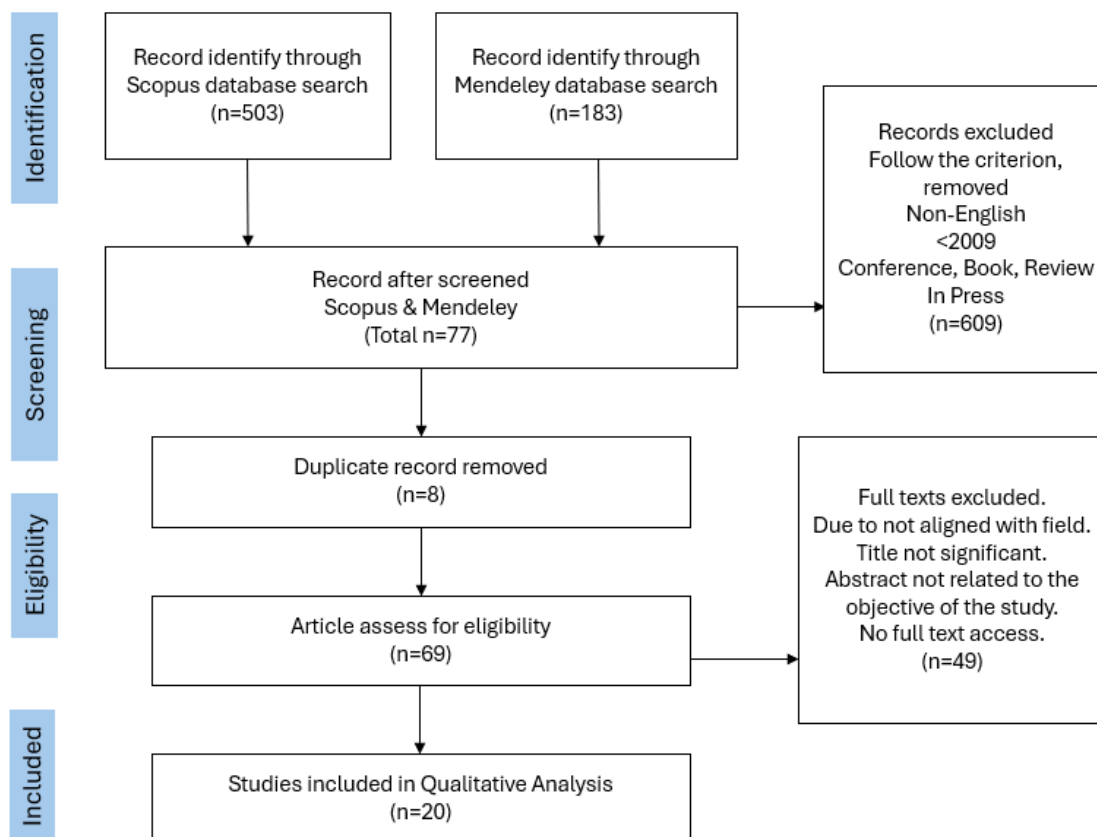 Identification
Record identify through
Scopus database search
(n=503)
Record identify through
Mendeley database search
(n=183)
Records excluded
Follow the criterion,
removed
Non-English
<2009
Conference, Book, Review
In Press
(n=609)
Screening
Record after screened
Scopus & Mendeley
(Total n=77)
Duplicate record removed
(n=8)
Eligibility
Full texts excluded.
Due to not aligned with field.
Title not significant.
Abstract not related to the
objective of the study.
No full text access.
(n=49)
Article assess for eligibility
(n=69)
Included
Studies included in Qualitative Analysis
(n=20)